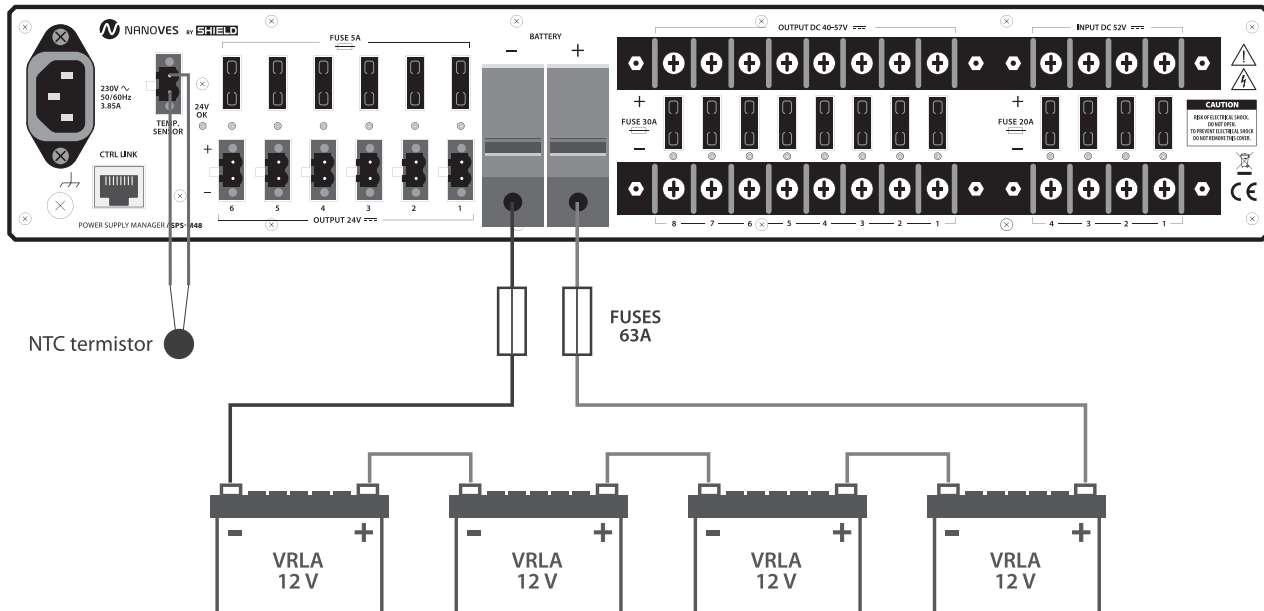 NANOVES BY SHIELD
FUSE 5A
BATTERY
- +
OUTPUT DC 40-57V
INPUT DC 52V
230V ~
50/60Hz
3.85A
TEMP.
SENSOR
24V
OK
CTRL LINK
+
–
6 5 4 3 2 1
OUTPUT 24V
POWER SUPPLY MANAGER / SPS-M48
+
FUSE 30A
–
8 7 6 5 4 3 2 1
+
FUSE 20A
–
4 3 2 1
CAUTION
RISK OF ELECTRICAL SHOCK.
DO NOT OPEN.
TO PREVENT ELECTRICAL SHOCK
DO NOT REMOVE THIS COVER.
CE
NTC termistor
FUSES
63A
- +
VRLA
12 V
- +
VRLA
12 V
- +
VRLA
12 V
- +
VRLA
12 V